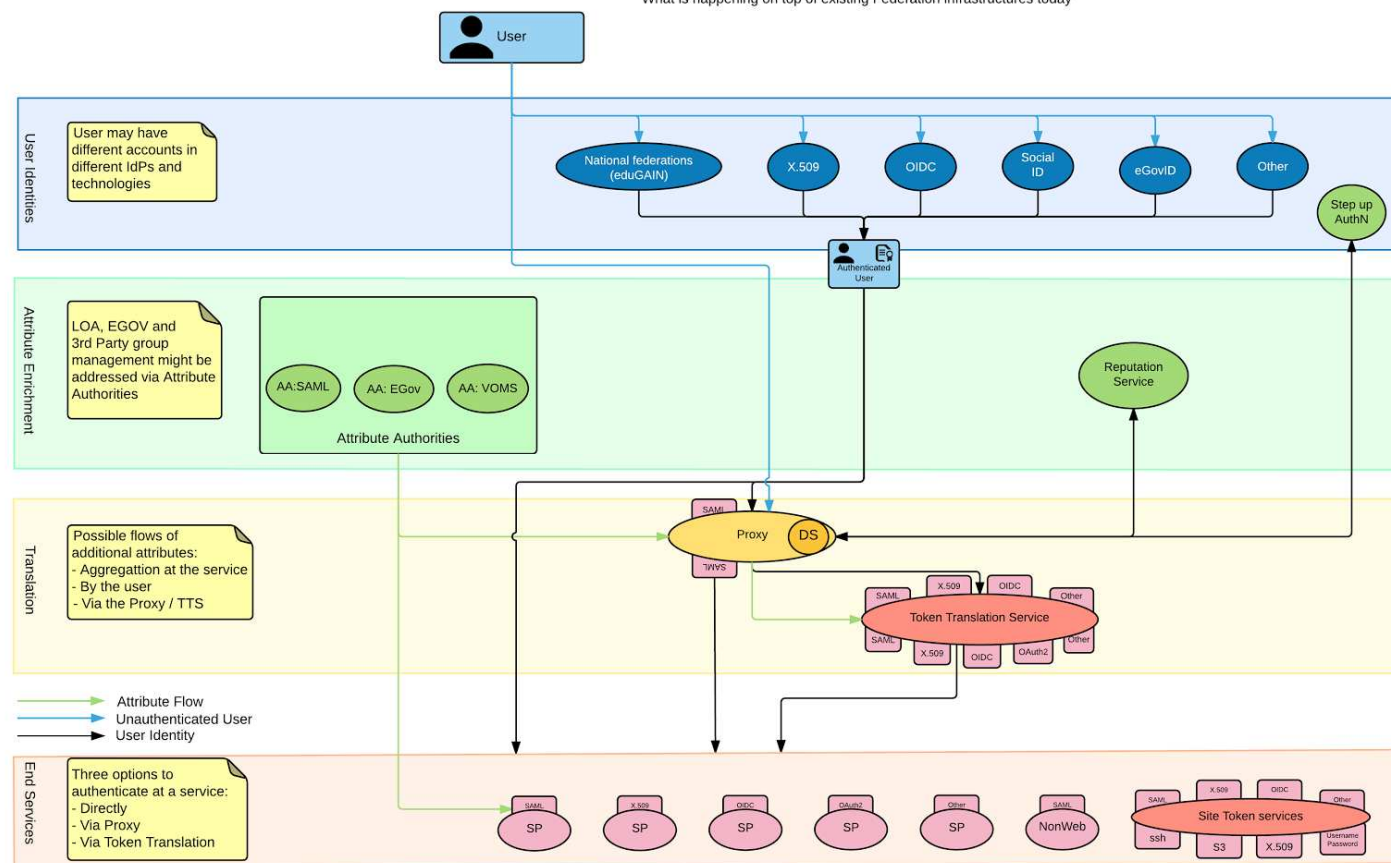 What is happening on top of existing Federation infrastructures today
User
User Identities
User may have
different accounts in
different IdPs and
technologies
National federations
(eduGAIN)
X.509
OIDC
Social
ID
eGovID
Other
Step up
AuthN
Authenticated
User
Attribute Enrichment
LOA, EGOV and
3rd Party group
management might be
addressed via Attribute
Authorities
AA:SAML
AA: EGov
AA: VOMS
Attribute Authorities
Reputation
Service
Translation
Possible flows of
additional attributes:
- Aggregattion at the service
- By the user
- Via the Proxy / TTS
SAML
Proxy
DS
SAML
SAML
X.509
OIDC
Other
Token Translation Service
SAML
X.509
OIDC
OAuth2
Other
Attribute Flow
Unauthenticated User
User Identity
End Services
Three options to
authenticate at a service:
- Directly
- Via Proxy
- Via Token Translation
SAML
SP
X.509
SP
OIDC
SP
OAuth2
SP
Other
SP
SAML
NonWeb
SAML
X.509
OIDC
Other
Site Token services
ssh
S3
X.509
Username
Password